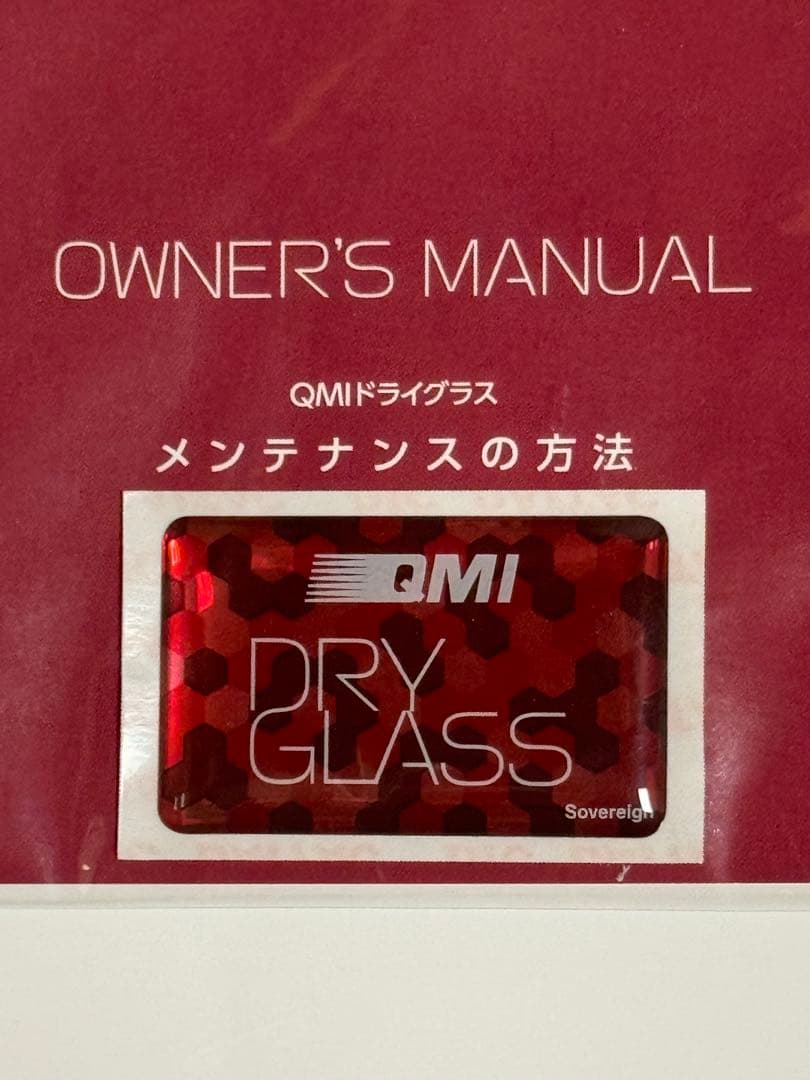 OWNER'S MANUAL
QMIドライグラス
メンテナンスの方法
QMI
DRY
GLASS
Sovereign